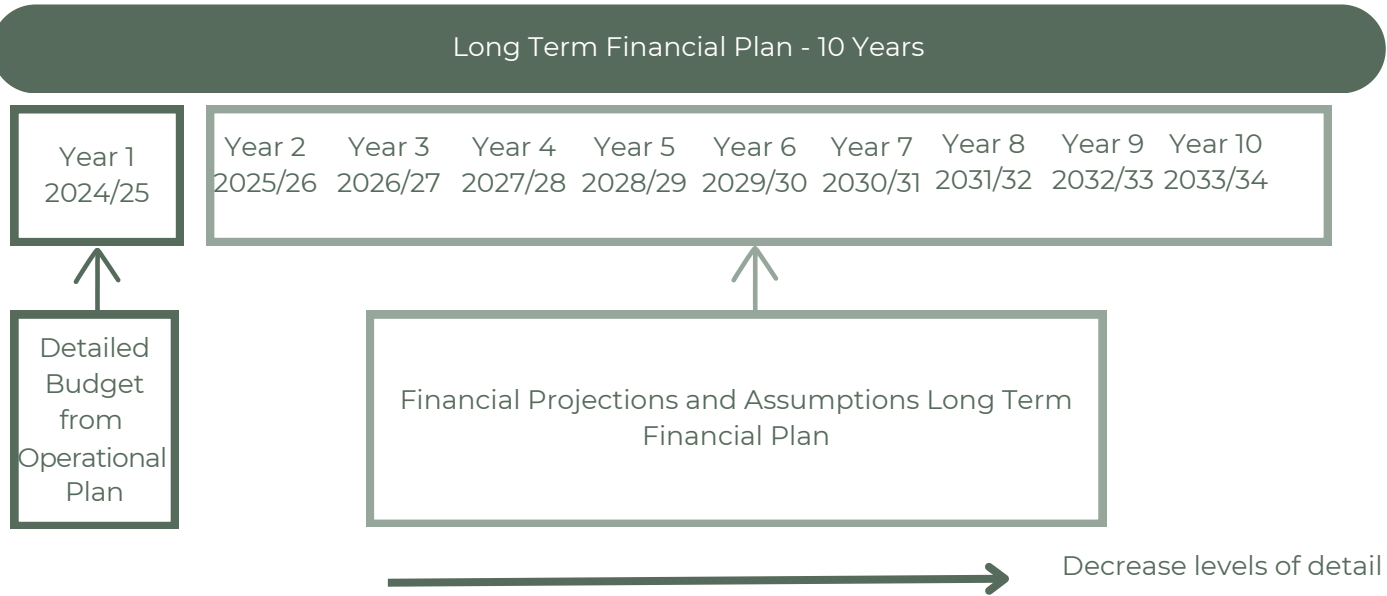 Long Term Financial Plan - 10 Years
Year 1
2024/25
Year 2
2025/26
Year 3
2026/27
Year 4
2027/28
Year 5
2028/29
Year 6
2029/30
Year 7
2030/31
Year 8
2031/32
Year 9
2032/33
Year 10
2033/34
Detailed
Budget
from
Operational
Plan
Financial Projections and Assumptions Long Term
Financial Plan
Decrease levels of detail